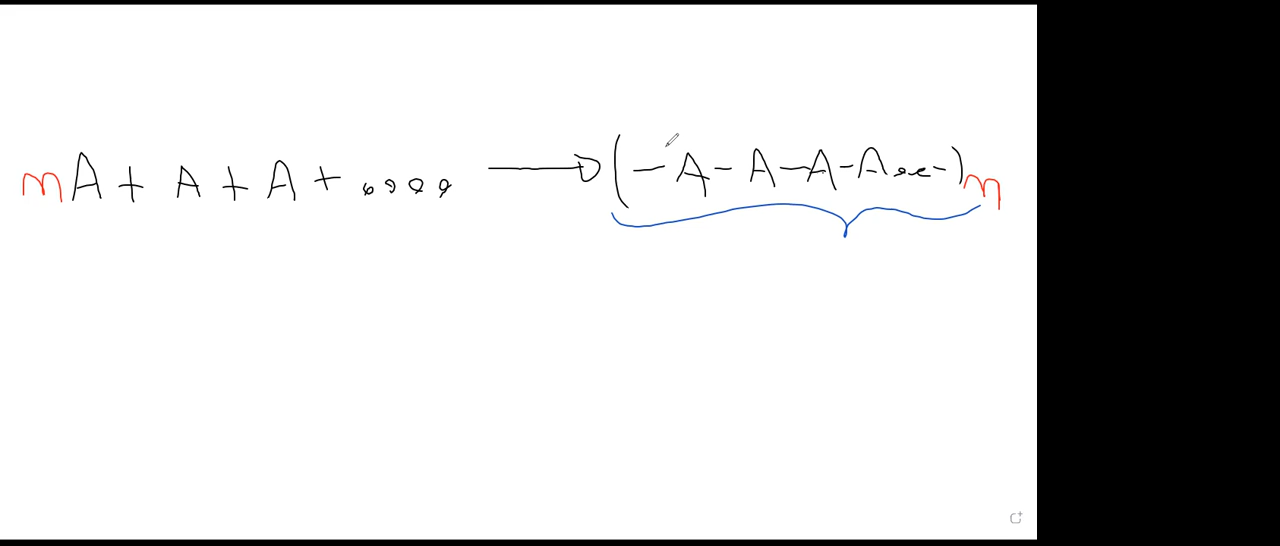 nA + A + A + .... → (-A-A-A-A...-)n